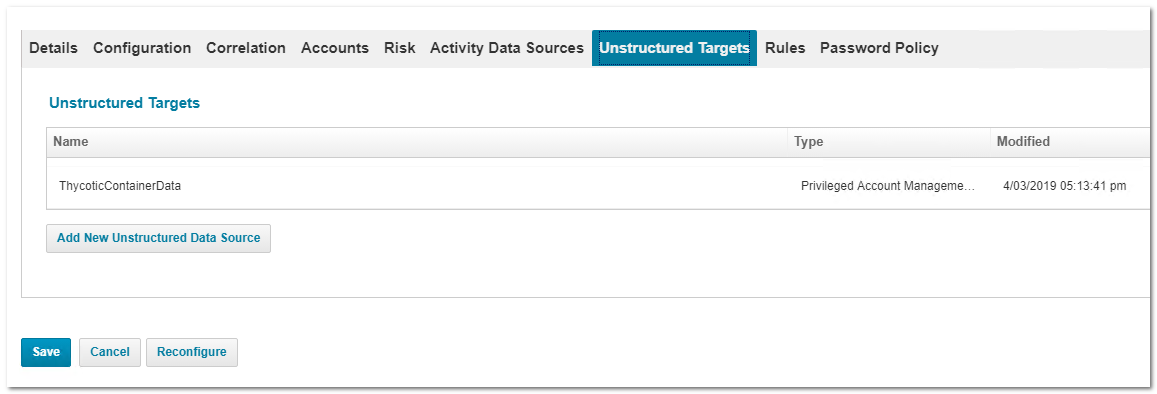 Details Configuration Correlation Accounts Risk Activity Data Sources Unstructured Targets Rules Password Policy
Unstructured Targets
Name Type Modified
ThycoticContainerData Privileged Account Manageme... 4/03/2019 05:13:41 pm
Add New Unstructured Data Source
Save Cancel Reconfigure